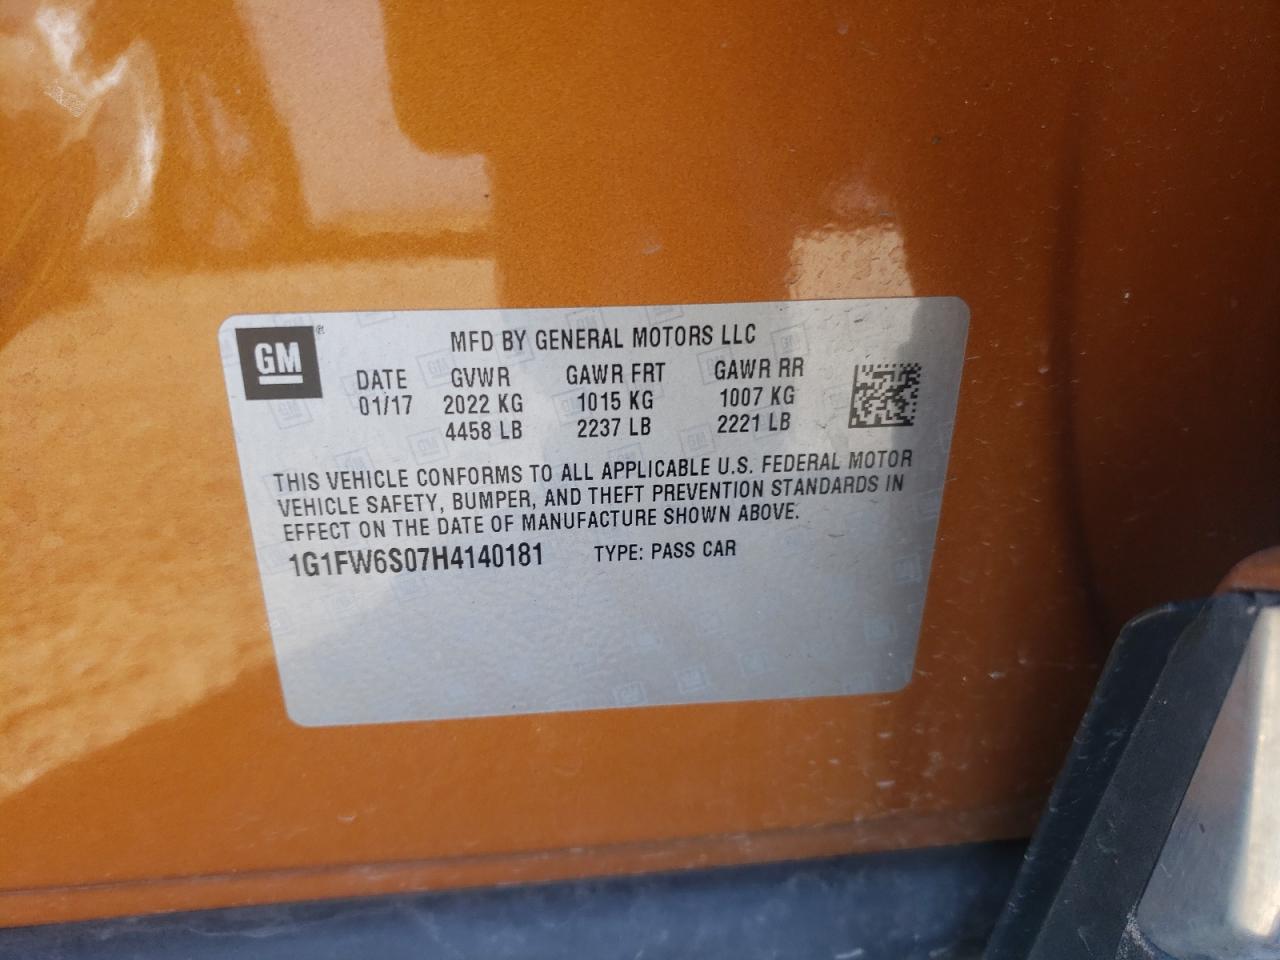 GM®
MFD BY GENERAL MOTORS LLC
DATE GVWR GAWR FRT GAWR RR
01/17 2022 KG 1015 KG 1007 KG
4458 LB 2237 LB 2221 LB
THIS VEHICLE CONFORMS TO ALL APPLICABLE U.S. FEDERAL MOTOR
VEHICLE SAFETY, BUMPER, AND THEFT PREVENTION STANDARDS IN
EFFECT ON THE DATE OF MANUFACTURE SHOWN ABOVE.
1G1FW6S07H4140181 TYPE: PASS CAR